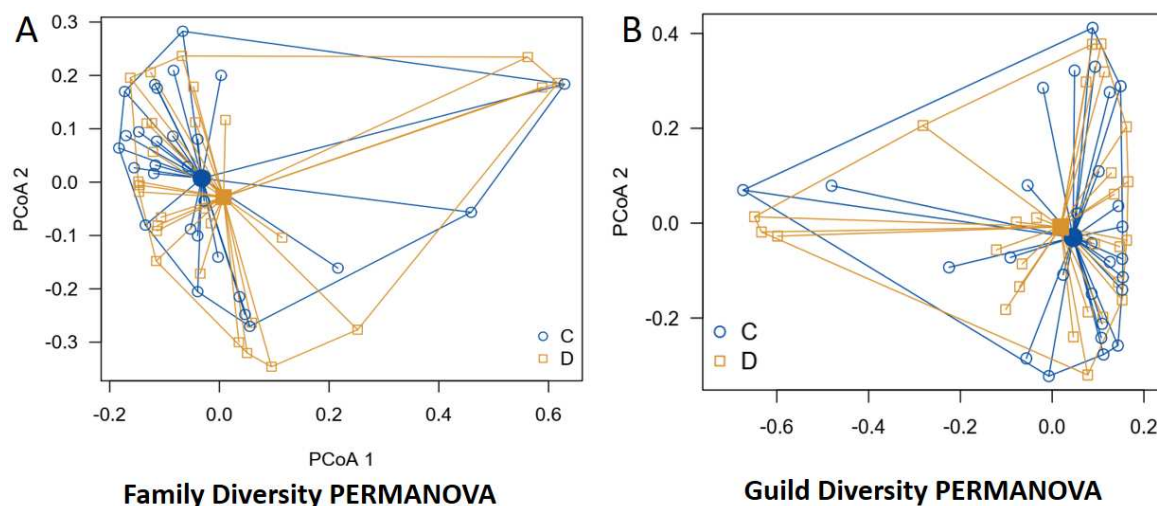 A
PCoA 2
0.3
0.2
0.1
0.0
-0.1
-0.2
-0.3
C
D
-0.2 0.0 0.2 0.4 0.6
PCoA 1
Family Diversity PERMANOVA
B
PCoA 2
0.4
0.2
0.0
-0.2
C
D
-0.6 -0.4 -0.2 0.0 0.2
Guild Diversity PERMANOVA